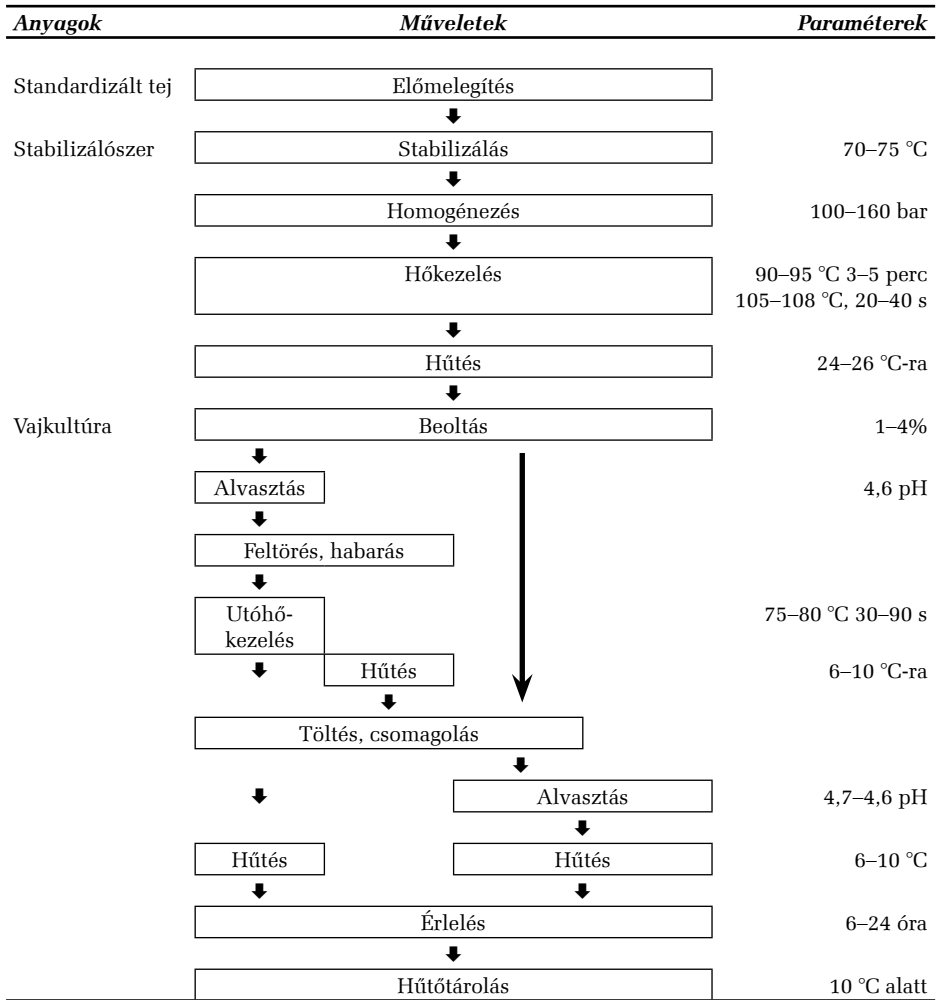 Anyagok Műveletek Paraméterek
Standardizált tej Előmelegítés
Stabilizálószer Stabilizálás 70–75 °C
Homogénezés 100–160 bar
Hőkezelés 90–95 °C 3–5 perc
105–108 °C, 20–40 s
Hűtés 24–26 °C-ra
Vajkultúra Beoltás 1–4%
Alvasztás 4,6 pH
Feltörés, habarás
Utóhő- 75–80 °C 30–90 s
kezelés
Hűtés 6–10 °C-ra
Töltés, csomagolás
Alvasztás 4,7–4,6 pH
Hűtés Hűtés 6–10 °C
Érlelés 6–24 óra
Hűtőtárolás 10 °C alatt